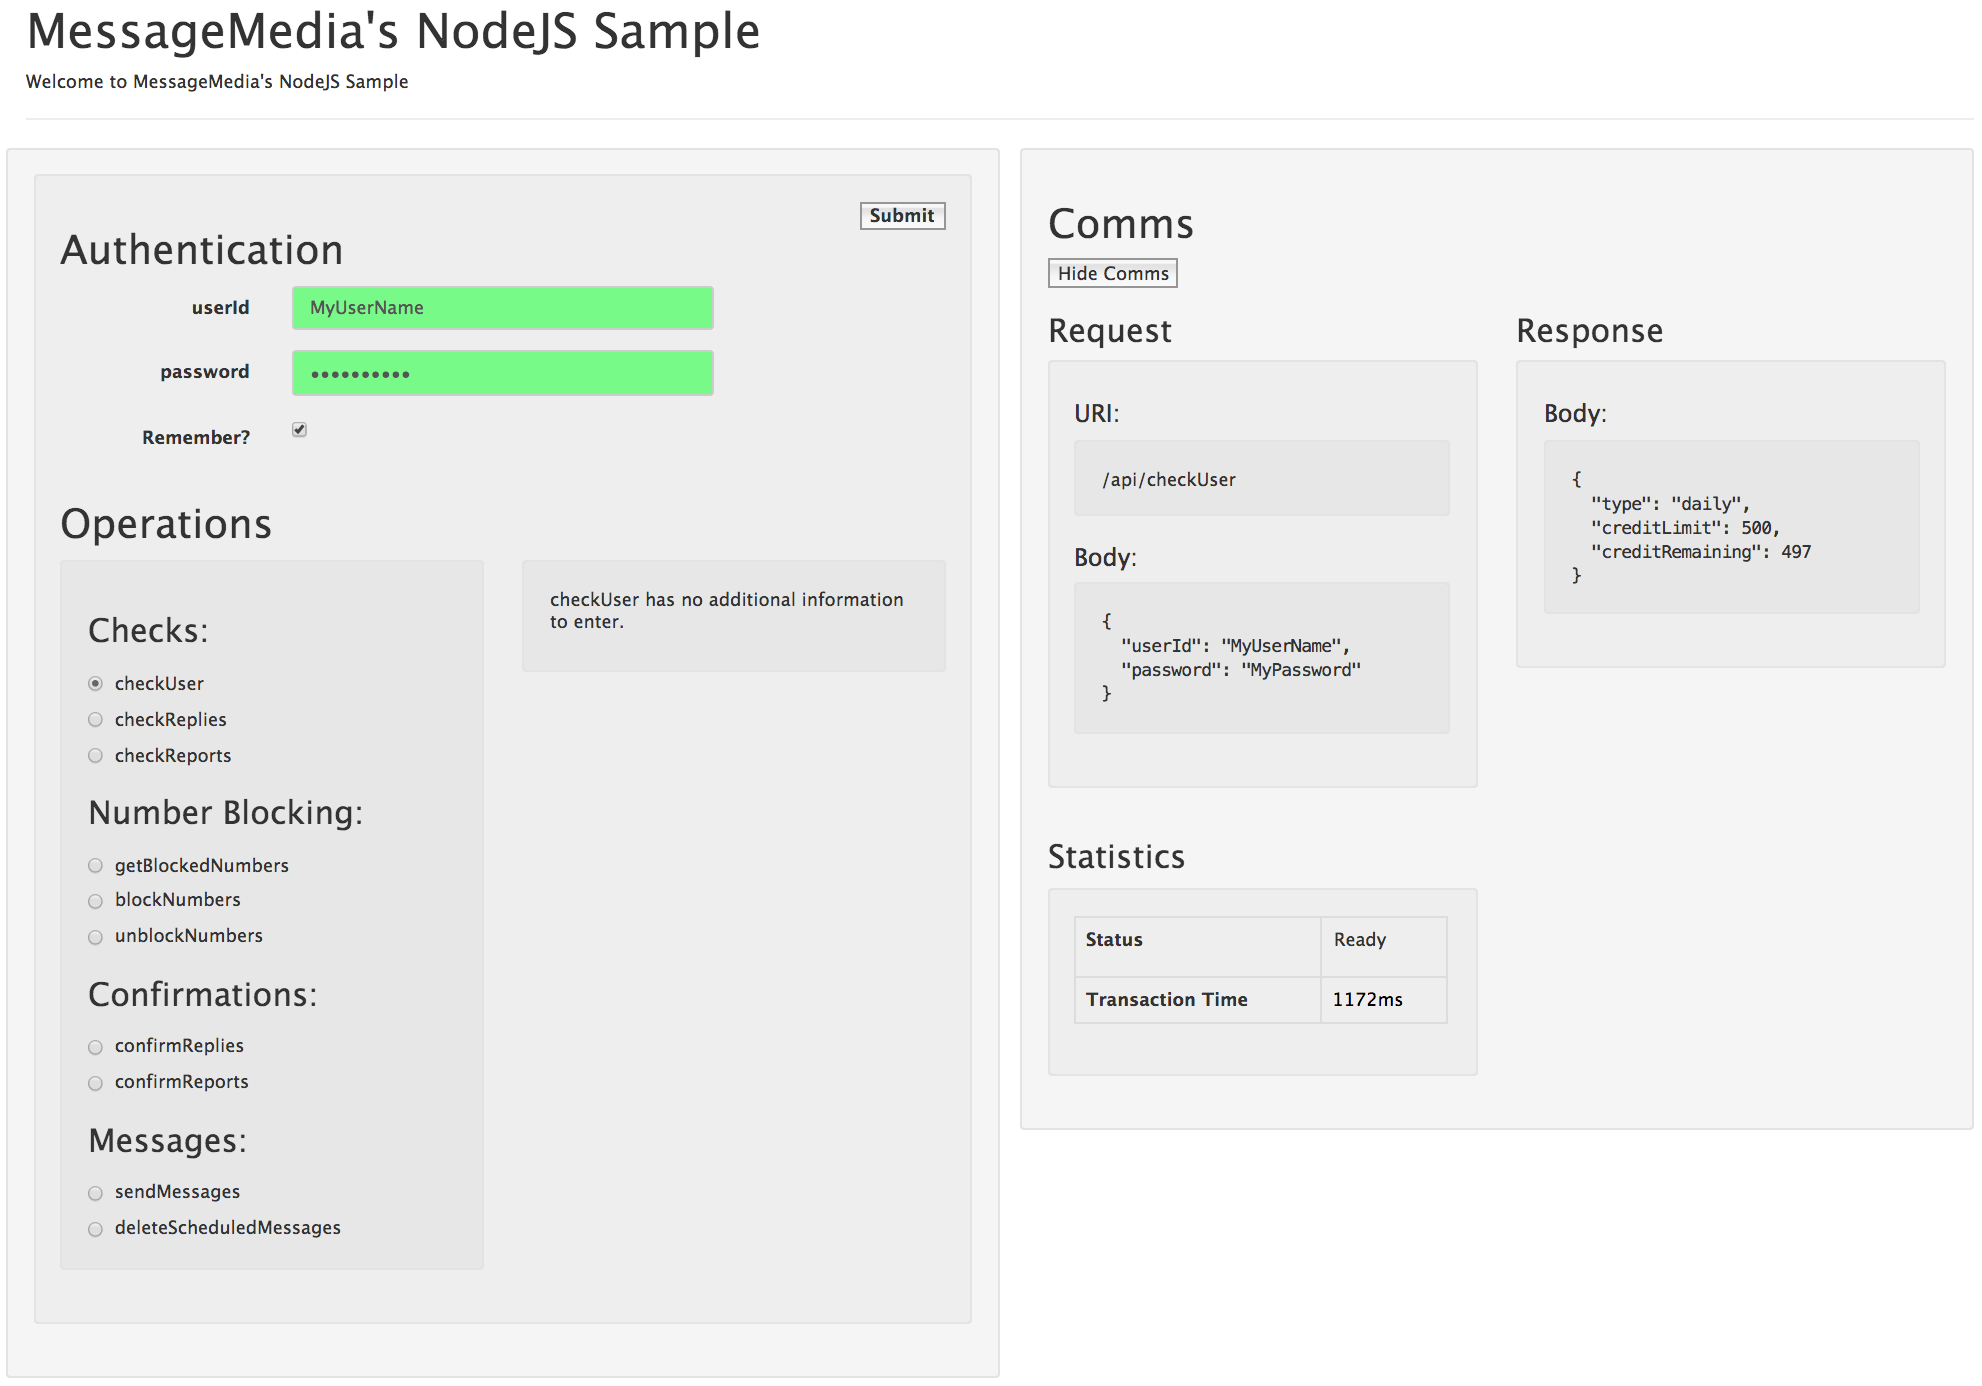 MessageMedia's NodeJS Sample
Welcome to MessageMedia's NodeJS Sample
Submit
Authentication
userId
MyUserName
password
••••••••••
Remember?
Operations
Checks:
checkUser
checkReplies
checkReports
Number Blocking:
getBlockedNumbers
blockNumbers
unblockNumbers
Confirmations:
confirmReplies
confirmReports
Messages:
sendMessages
deleteScheduledMessages
checkUser has no additional information
to enter.
Comms
Hide Comms
Request
URI:
/api/checkUser
Body:
{
"userId": "MyUserName",
"password": "MyPassword"
}
Response
Body:
{
"type": "daily",
"creditLimit": 500,
"creditRemaining": 497
}
Statistics
Status Ready
Transaction Time 1172ms